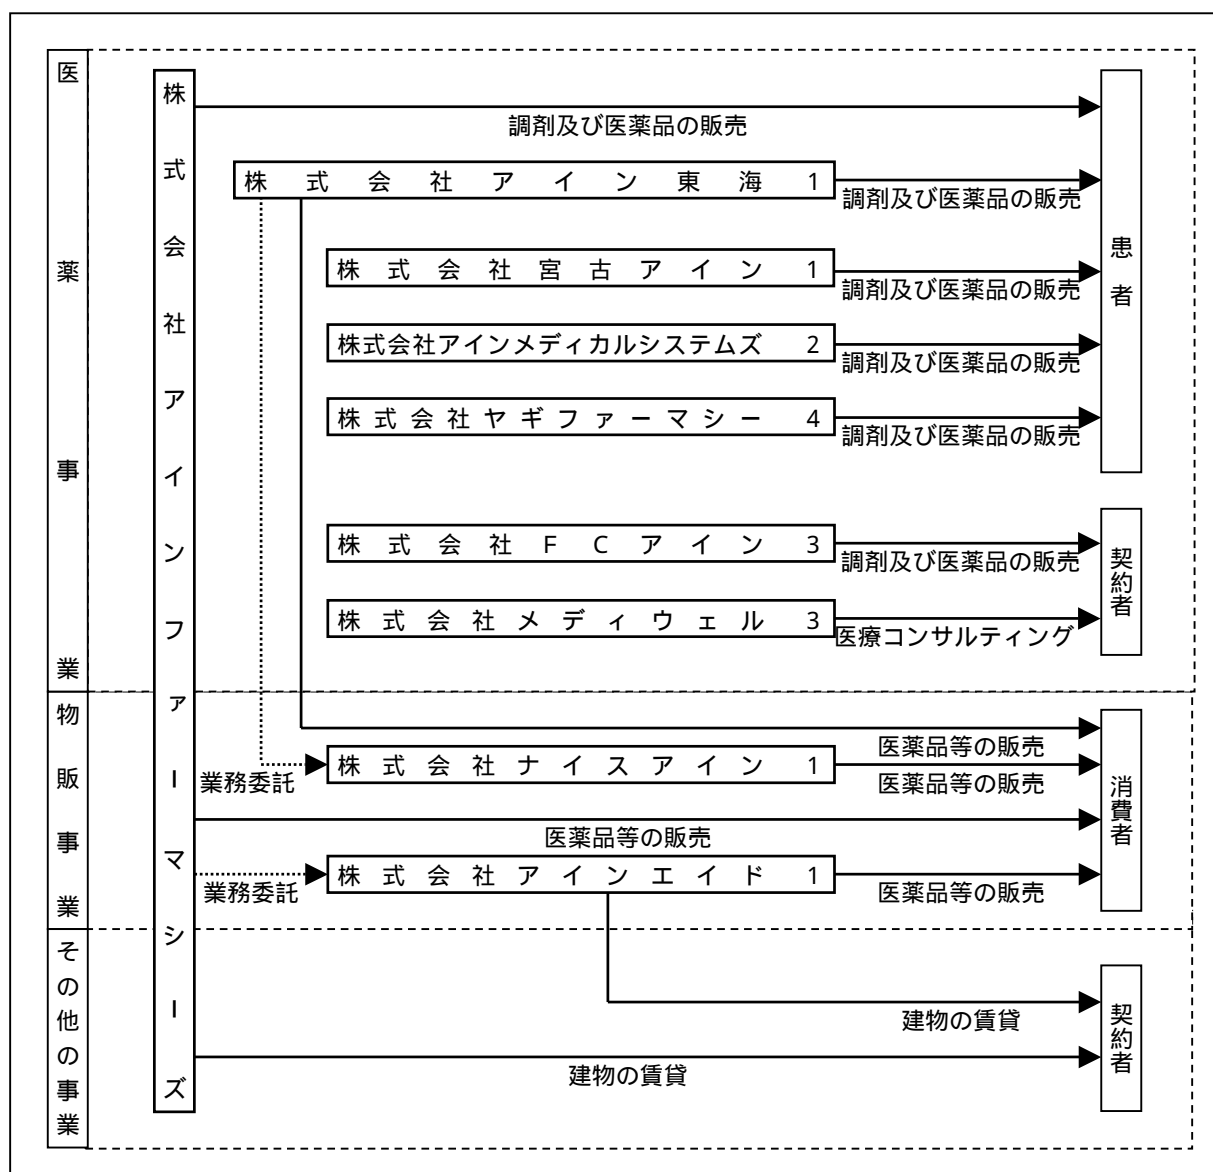 医薬事業
株式会社アインファーマシーズ
調剤及び医薬品の販売
株式会社アイン東海 1
調剤及び医薬品の販売
株式会社宮古アイン 1
調剤及び医薬品の販売
株式会社アインメディカルシステムズ 2
調剤及び医薬品の販売
株式会社ヤギファーマシー 4
調剤及び医薬品の販売
患者
株式会社FCアイン 3
調剤及び医薬品の販売
株式会社メディウェル 3
医療コンサルティング
契約者
物販事業
医薬品等の販売
業務委託
株式会社ナイスアイン 1
医薬品等の販売
医薬品等の販売
業務委託
株式会社アインエイド 1
医薬品等の販売
消費者
その他の事業
建物の賃貸
建物の賃貸
契約者